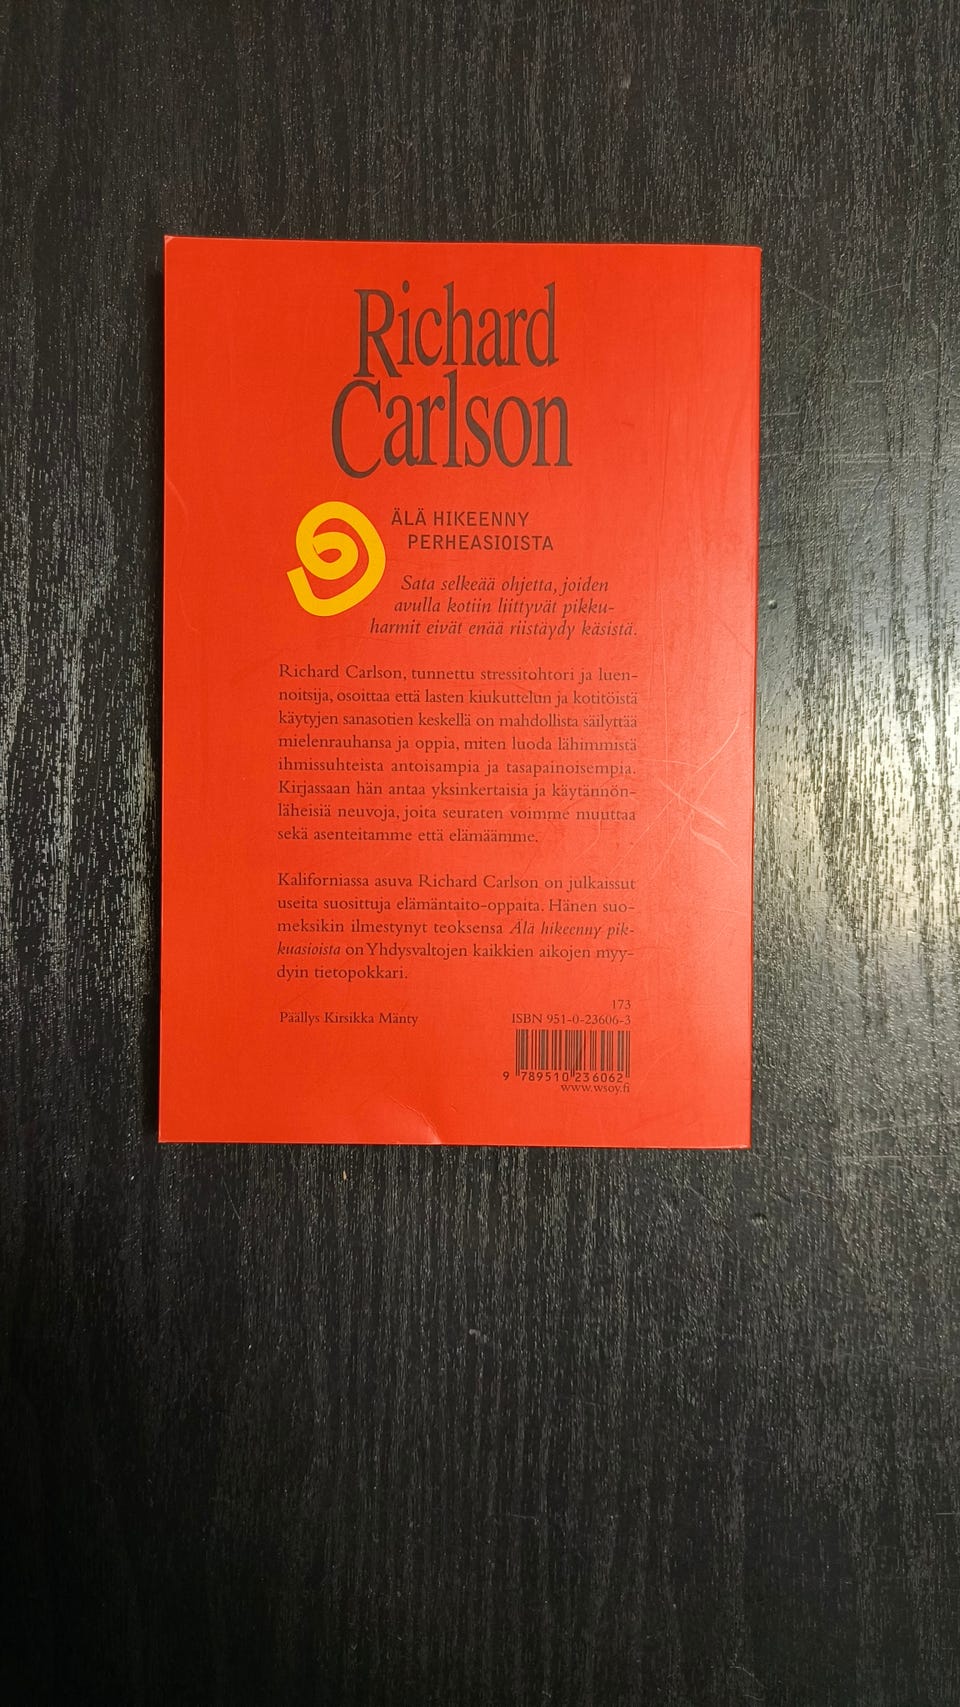 Richard
Carlson
ÄLÄ HIKEENNY
PERHEASIOISTA
Sata selkeää ohjetta, joiden
avulla kotiin liittyvät pikku-
harmit eivät enää riistäydy käsistä.
Richard Carlson, tunnettu stressitohtori ja luen-
noitsija, osoittaa että lasten kiukuttelun ja kotitöistä
käytyjen sanasotien keskellä on mahdollista säilyttää
mielenrauhansa ja oppia, miten luoda lähimmistä
ihmissuhteista antoisampia ja tasapainoisempia.
Kirjassaan hän antaa yksinkertaisia ja käytännön-
läheisiä neuvoja, joita seuraten voimme muuttaa
sekä asenteitamme että elämäämme.
Kaliforniassa asuva Richard Carlson on julkaissut
useita suosittuja elämäntaito-oppaita. Hänen suo-
meksikin ilmestynyt teoksensa Älä hikeenny pik-
kuasioista on Yhdysvaltojen kaikkien aikojen myy-
dyin tietopokkari.
173
Päällys Kirsikka Mänty
ISBN 951-0-23606-3
9 789510 236062
www.wsoy.fi